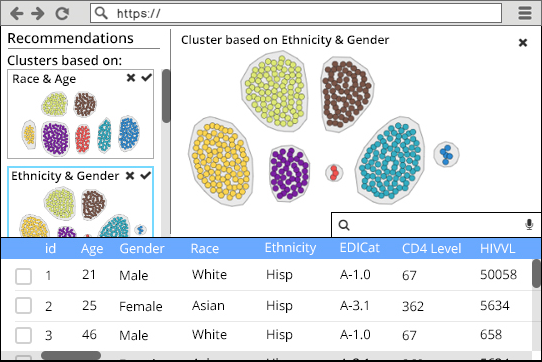 https://
Recommendations
Clusters based on:
Race & Age
Ethnicity & Gender
Cluster based on Ethnicity & Gender
id Age Gender Race Ethnicity EDICat CD4 Level HIVVL
1 21 Male White Hisp A-1.0 67 50058
2 25 Female Asian Hisp A-3.1 362 5634
3 46 Male White Hisp A-1.0 67 658